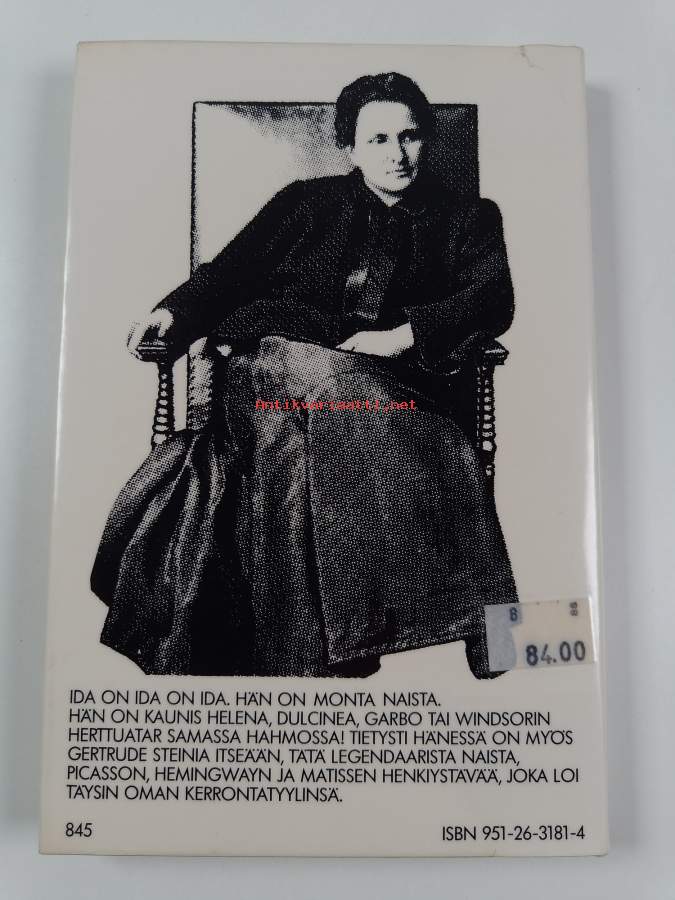 Antikvariaatti.net
8 86
84.00
IDA ON IDA ON IDA. HÄN ON MONTA NAISTA.
HÄN ON KAUNIS HELENA, DULCINEA, GARBO TAI WINDSORIN
HERTTUATAR SAMASSA HAHMOSSA! TIETYSTI HÄNESSÄ ON MYÖS
GERTRUDE STEINIA ITSEÄÄN, TÄTÄ LEGENDAARISTA NAISTA,
PICASSON, HEMINGWAYN JA MATISSEN HENKIYSTÄVÄÄ, JOKA LOI
TÄYSIN OMAN KERRONTATYYLINSÄ.
845
ISBN 951-26-3181-4